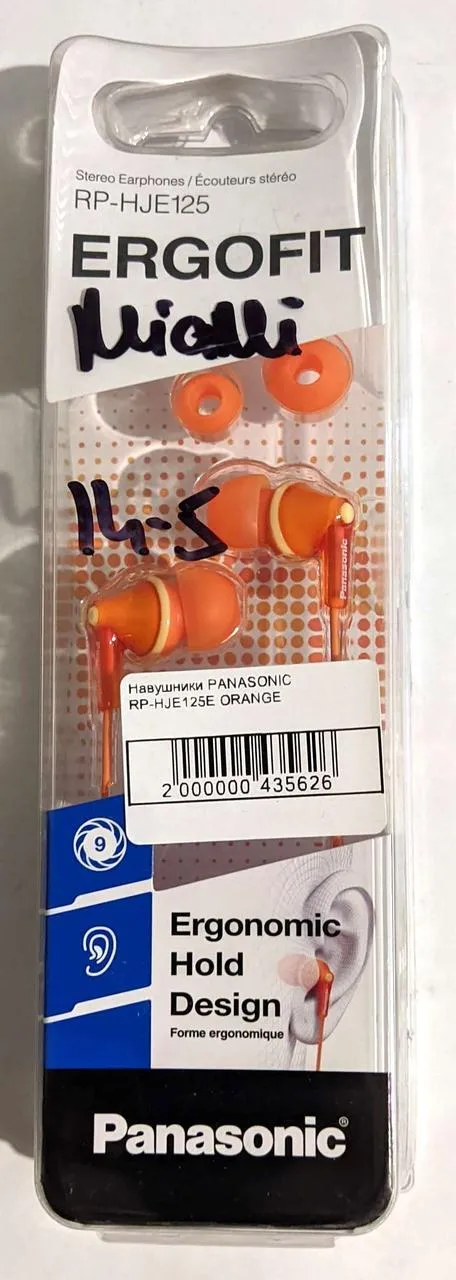 Stereo Earphones / Écouteurs stéréo
RP-HJE125
ERGOFIT
14-5
Panasonic
Навушники PANASONIC
RP-HJE125E ORANGE
2 000000 435626
9
Ergonomic
Hold
Design
Forme ergonomique
Panasonic®